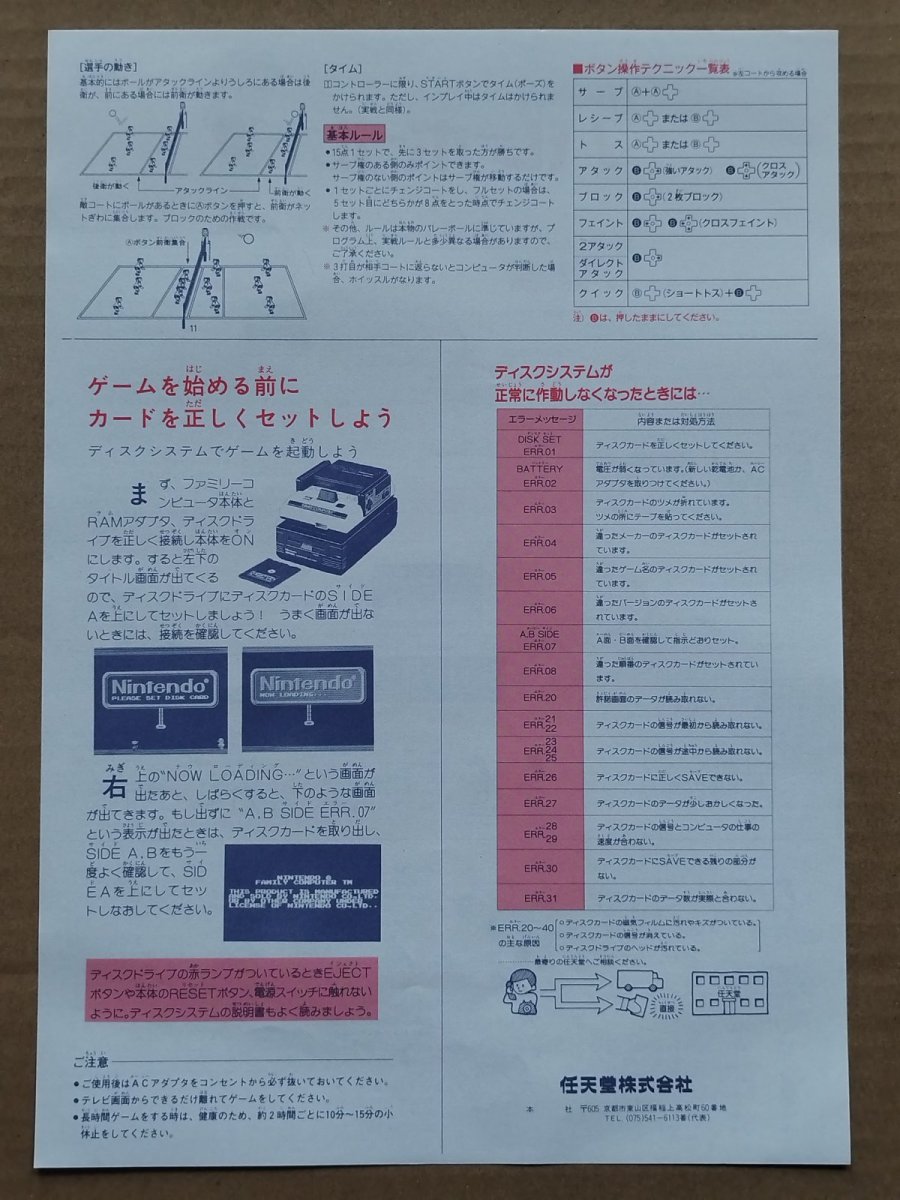 [選手の動き]
基本的にはボールがアタックラインよりうしろにある場合は後
衛が、前にある場合には前衛が動きます。
後衛が動く
アタックライン
前衛が動く
敵コートにボールがあるときにⒶボタンを押すと、前衛がネッ
トぎわに集合します。ブロックのための作戦です。
Ⓐボタン前衛集合
11
[タイム]
Ⅰコントローラーに限り、STARTボタンでタイム(ポーズ)を
かけられます。ただし、インプレイ中はタイムはかけられま
せん。(実戦と同様)。
基本ルール
●15点1セットで、先に3セットを取った方が勝ちです。
●サーブ権のある側のみポイントできます。
サーブ権のない側のポイントはサーブ権が移動するだけです。
●1セットごとにチェンジコートをし、フルセットの場合は、
5セット目にどちらかが8点をとった時点でチェンジコート
します。
※その他、ルールは本物のバレーボールに準じていますが、プ
ログラム上、実戦ルールと多少異なる場合がありますので、
ご了承ください。
※3打目が相手コートに返らないとコンピュータが判断した場
合、ホイッスルがなります。
■ボタン操作テクニック一覧表 ※左コートから攻める場合
サーブ Ⓐ+Ⓐ
レシーブ Ⓐ または Ⓑ
トス Ⓐ または Ⓑ
アタック Ⓑ (強いアタック) Ⓑ (クロスアタック)
ブロック Ⓑ (2枚ブロック)
フェイント Ⓑ Ⓑ (クロスフェイント)
2アタック
ダイレクト
アタック Ⓑ
クイック Ⓑ (ショートトス)+Ⓑ
注) Ⓑは、押したままにしてください。
ゲームを始める前に
カードを正しくセットしよう
ディスクシステムでゲームを起動しよう
まず、ファミリーコ
ンピュータ本体と
RAMアダプタ、ディスクドラ
イブを正しく接続し本体をON
にします。すると左下の
タイトル画面が出てくる
ので、ディスクドライブにディスクカードのSIDE
Aを上にしてセットしましょう! うまく画面が出な
いときには、接続を確認してください。
Nintendo®
PLEASE SET DISK CARD
Nintendo®
NOW LOADING...
右上の“NOW LOADING…”という画面が
出たあと、しばらくすると、下のような画面
が出てきます。もし出ずに “A,B SIDE ERR.07”
という表示が出たときは、ディスクカードを取り出し、
SIDE A,Bをもう一
度よく確認して、SID
E Aを上にしてセッ
トしなおしてください。
NINTENDO ®
FAMILY COMPUTER TM
THIS PRODUCT IS MANUFACTURED
AND SOLD BY NINTENDO CO;LTD.
OR BY OTHER COMPANY UNDER
LICENSE OF NINTENDO CO;LTD..
ディスクドライブの赤ランプがついているときEJECT
ボタンや本体のRESETボタン、電源スイッチに触れない
ように。ディスクシステムの説明書もよく読みましょう。
ご注意
●ご使用後はACアダプタをコンセントから必ず抜いておいてください。
●テレビ画面からできるだけ離れてゲームをしてください。
●長時間ゲームをする時は、健康のため、約2時間ごとに10分〜15分の小
休止をしてください。
ディスクシステムが
正常に作動しなくなったときには…
エラーメッセージ 内容または対処方法
DISK SET
ERR.01 ディスクカードを正しくセットしてください。
BATTERY
ERR.02 電圧が弱くなっています。(新しい乾電池か、AC
アダプタを取りつけてください。)
ERR.03 ディスクカードのツメが折れています。
ツメの所にテープを貼ってください。
ERR.04 違ったメーカーのディスクカードがセットされ
ています。
ERR.05 違ったゲーム名のディスクカードがセットされ
ています。
ERR.06 違ったバージョンのディスクカードがセットさ
れています。
A,B SIDE
ERR.07 A面・B面を確認して指示どおりセット。
ERR.08 違った順番のディスクカードがセットされてい
ます。
ERR.20 許諾画面のデータが読み取れない。
ERR.21
22 ディスクカードの信号が最初から読み取れない。
ERR.23
24
25 ディスクカードの信号が途中から読み取れない。
ERR.26 ディスクカードに正しくSAVEできない。
ERR.27 ディスクカードのデータが少しおかしくなった。
ERR.28
29 ディスクカードの信号とコンピュータの仕事の
速度が合わない。
ERR.30 ディスクカードにSAVEできる残りの部分が
ない。
ERR.31 ディスクカードのデータ数が実際と合わない。
※ERR.20〜40
の主な原因
○ディスクカードの磁気フィルムに汚れやキズがついている。
○ディスクカードの信号が消えている。
○ディスクドライブのヘッドが汚れている。
………最寄りの任天堂へご相談ください。
直接
任天堂
任天堂株式会社
本 社 〒605 京都市東山区福稲上高松町60番地
TEL.(075)541-6113番(代表)